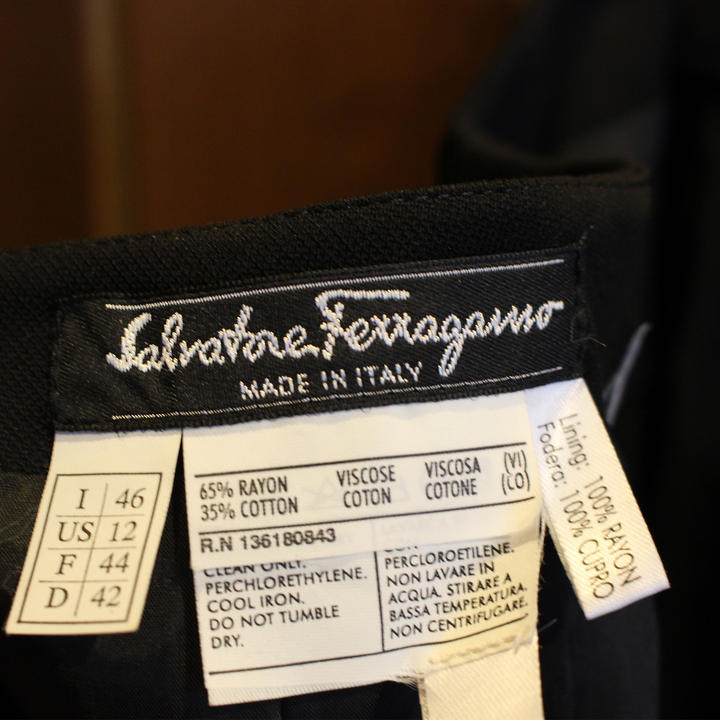 Salvatore Ferragamo
MADE IN ITALY
I 46
US 12
F 44
D 42
65% RAYON VISCOSE VISCOSA (VI)
35% COTTON COTON COTONE (CO)
R.N 136180843
CLEAN ONLY.
PERCHLORETHYLENE.
COOL IRON.
DO NOT TUMBLE
DRY.
PERCLOROETILENE.
NON LAVARE IN
ACQUA. STIRARE A
BASSA TEMPERATURA.
NON CENTRIFUGARE.
Lining: 100% RAYON
Fodera: 100% CUPRO